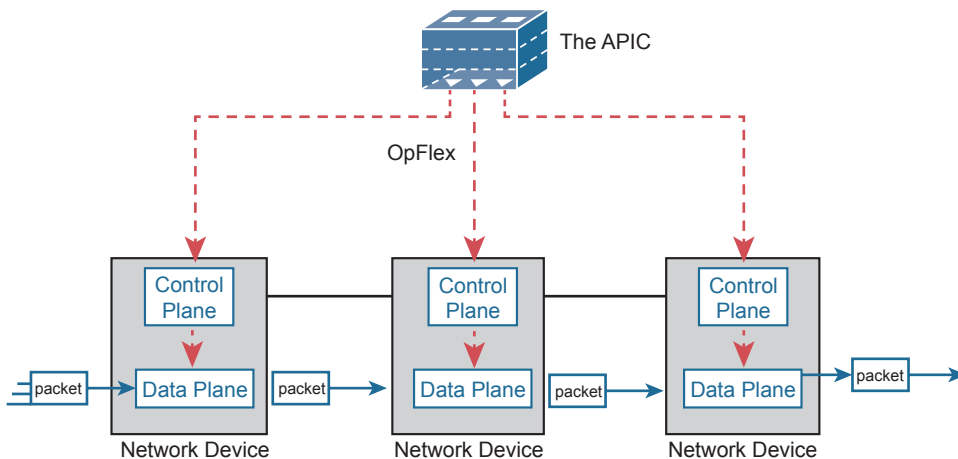 The APIC
OpFlex
Control
Plane
Control
Plane
Control
Plane
packet
Data Plane
packet
Data Plane
packet
Data Plane
packet
Network Device
Network Device
Network Device